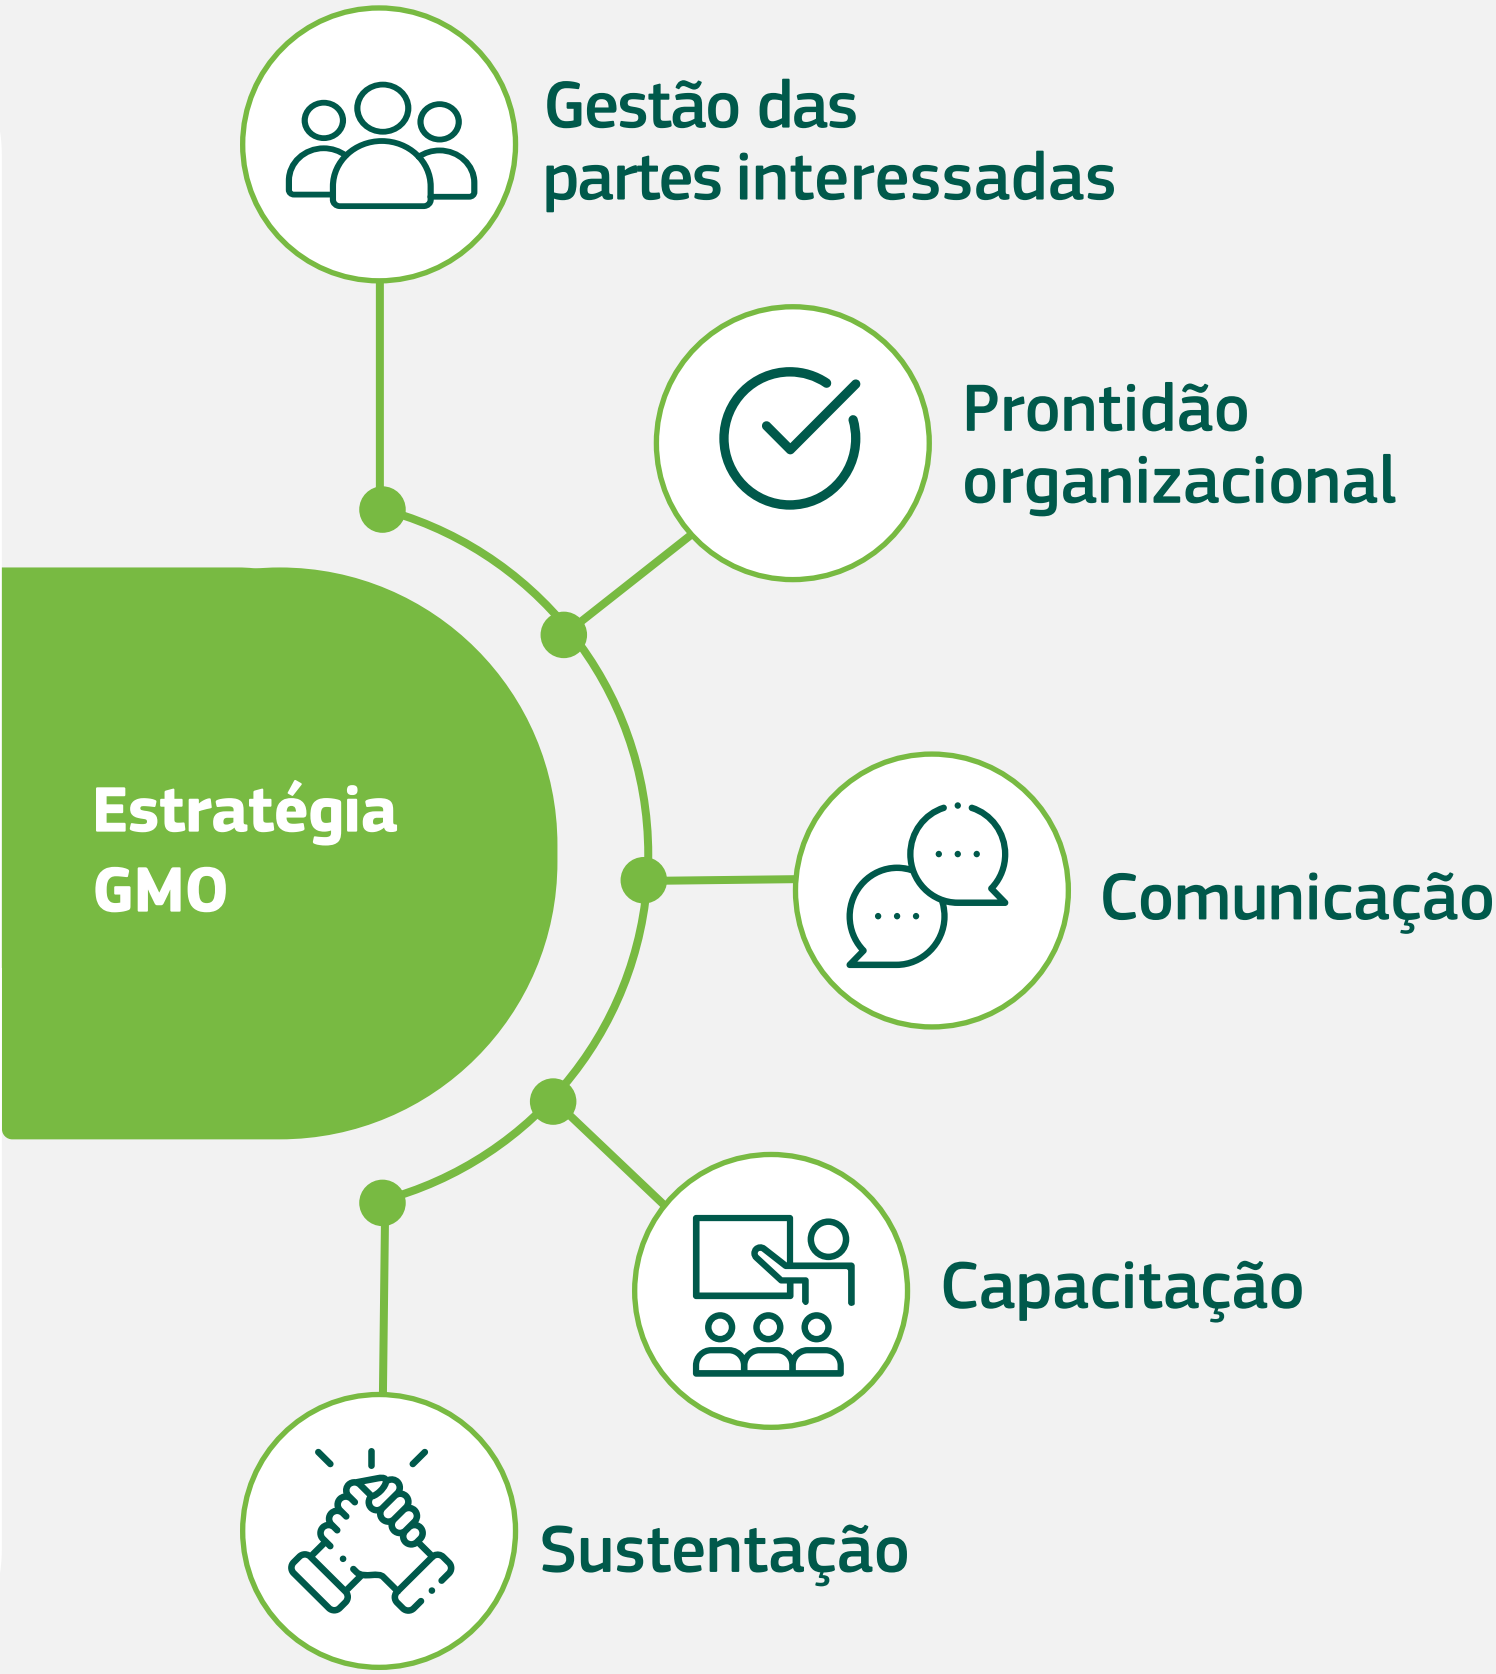 Gestão das
partes interessadas
Prontidão
organizacional
Estratégia
GMO
Comunicação
Capacitação
Sustentação